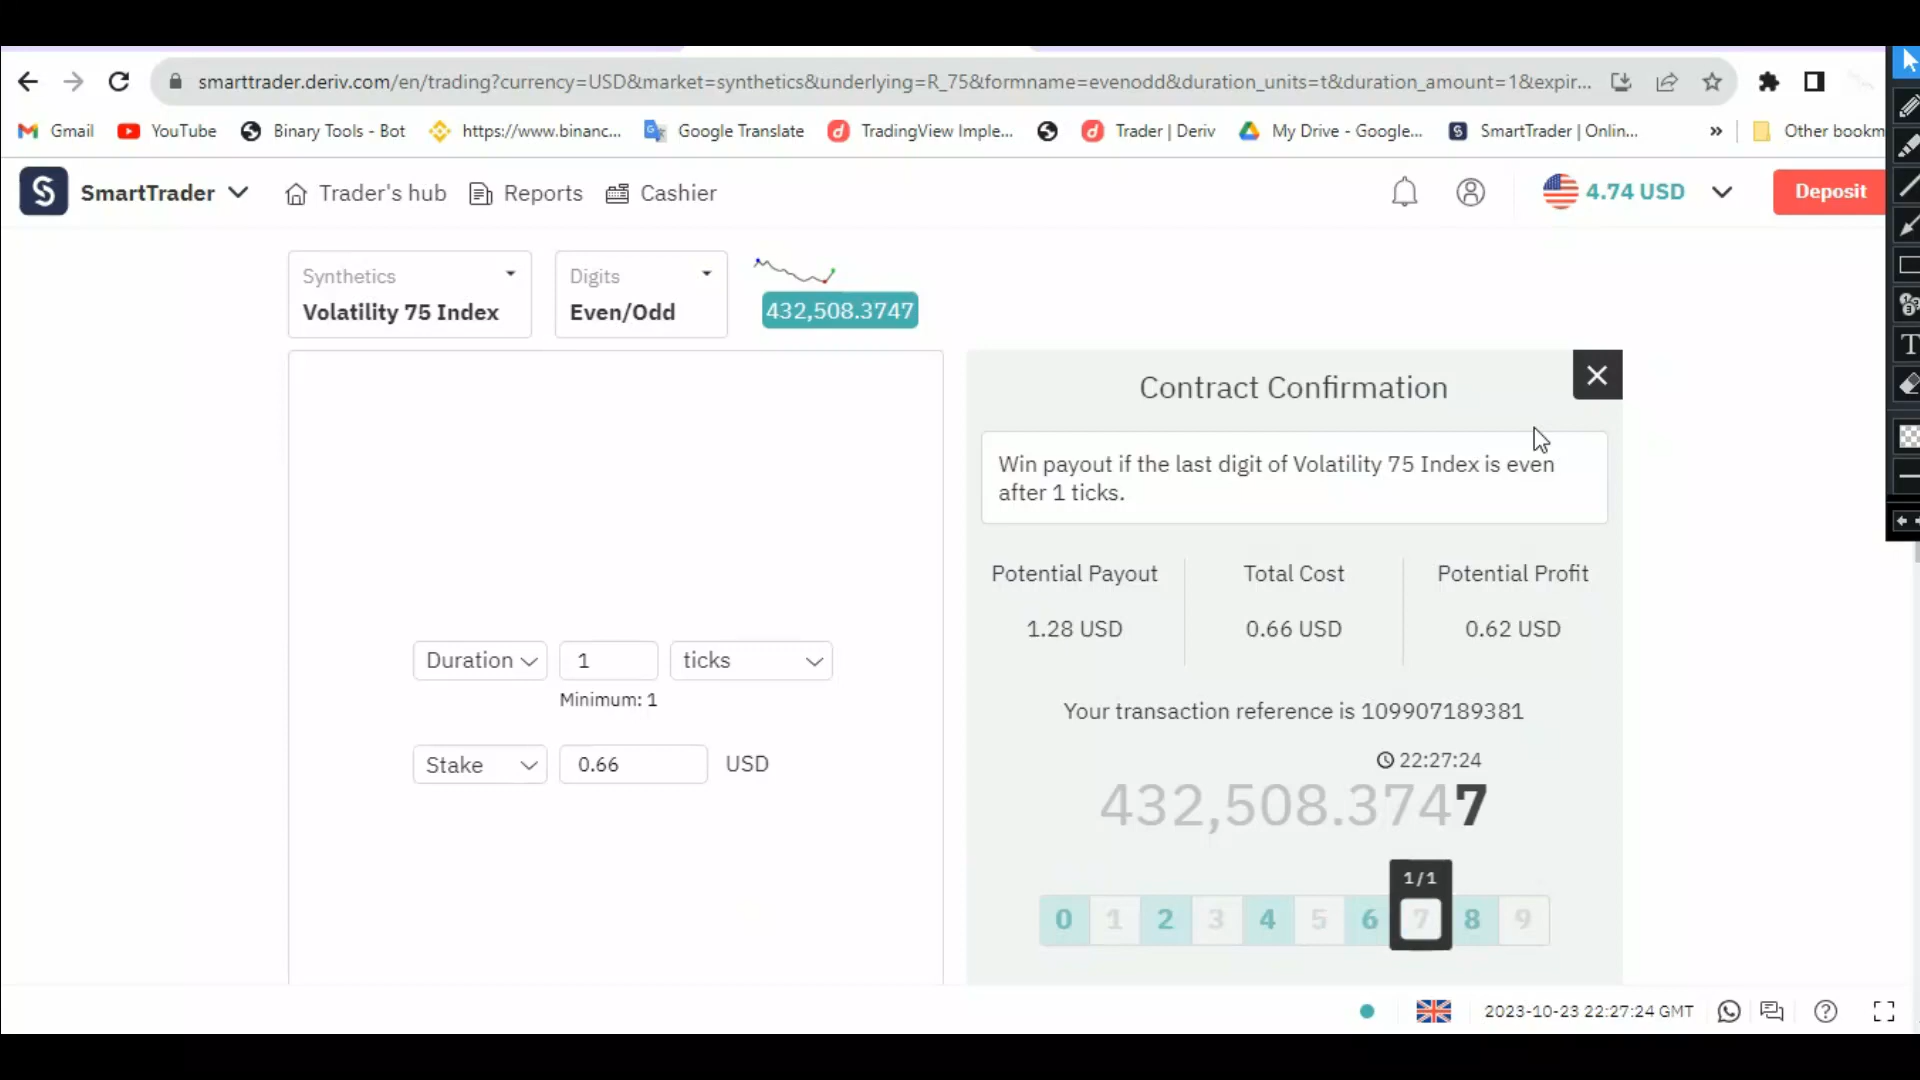 smarttrader.deriv.com/en/trading?currency=USD&market=synthetics&underlying=R_75&formname=evenodd&duration_units=t&duration_amount=1&expir...
Gmail YouTube Binary Tools - Bot https://www.binanc... Google Translate TradingView Imple... Trader | Deriv My Drive - Google... SmartTrader | Onlin... » Other bookm
SmartTrader Trader's hub Reports Cashier 4.74 USD Deposit
Synthetics
Volatility 75 Index
Digits
Even/Odd
432,508.3747
Duration 1 ticks
Minimum: 1
Stake 0.66 USD
Contract Confirmation
Win payout if the last digit of Volatility 75 Index is even
after 1 ticks.
Potential Payout Total Cost Potential Profit
1.28 USD 0.66 USD 0.62 USD
Your transaction reference is 109907189381
22:27:24
432,508.3747
1/1
0 1 2 3 4 5 6 7 8 9
2023-10-23 22:27:24 GMT
T